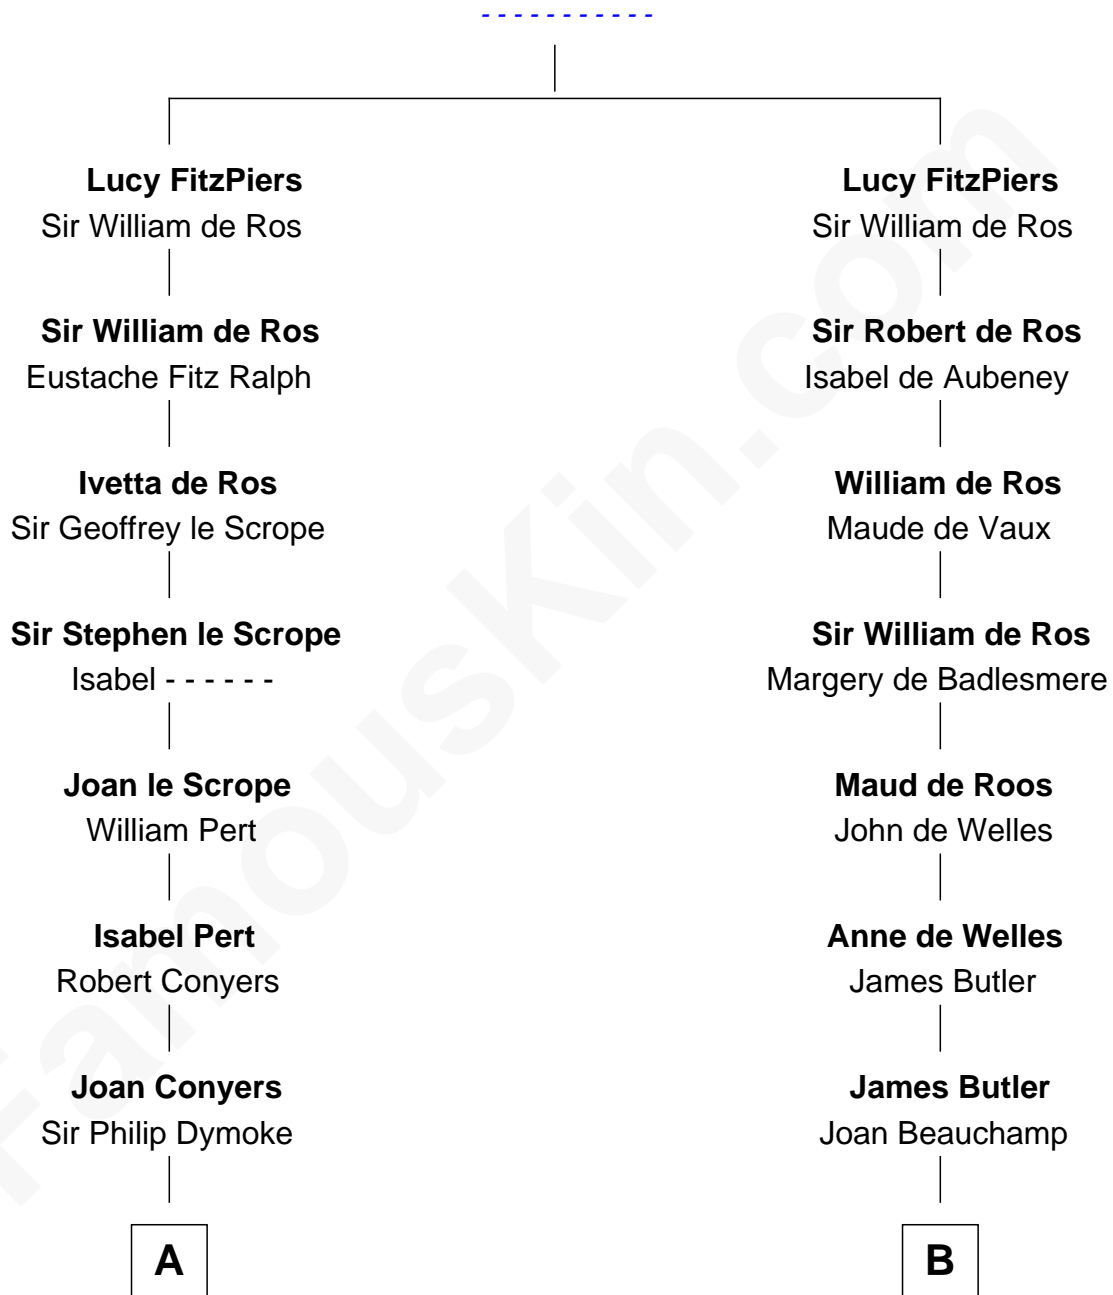 - - - - - - - - - - -
Lucy FitzPiers
Sir William de Ros
Sir William de Ros
Eustache Fitz Ralph
Ivetta de Ros
Sir Geoffrey le Scrope
Sir Stephen le Scrope
Isabel - - - - - -
Joan le Scrope
William Pert
Isabel Pert
Robert Conyers
Joan Conyers
Sir Philip Dymoke
A
Lucy FitzPiers
Sir William de Ros
Sir Robert de Ros
Isabel de Aubeney
William de Ros
Maude de Vaux
Sir William de Ros
Margery de Badlesmere
Maud de Roos
John de Welles
Anne de Welles
James Butler
James Butler
Joan Beauchamp
B
FamousKin.com